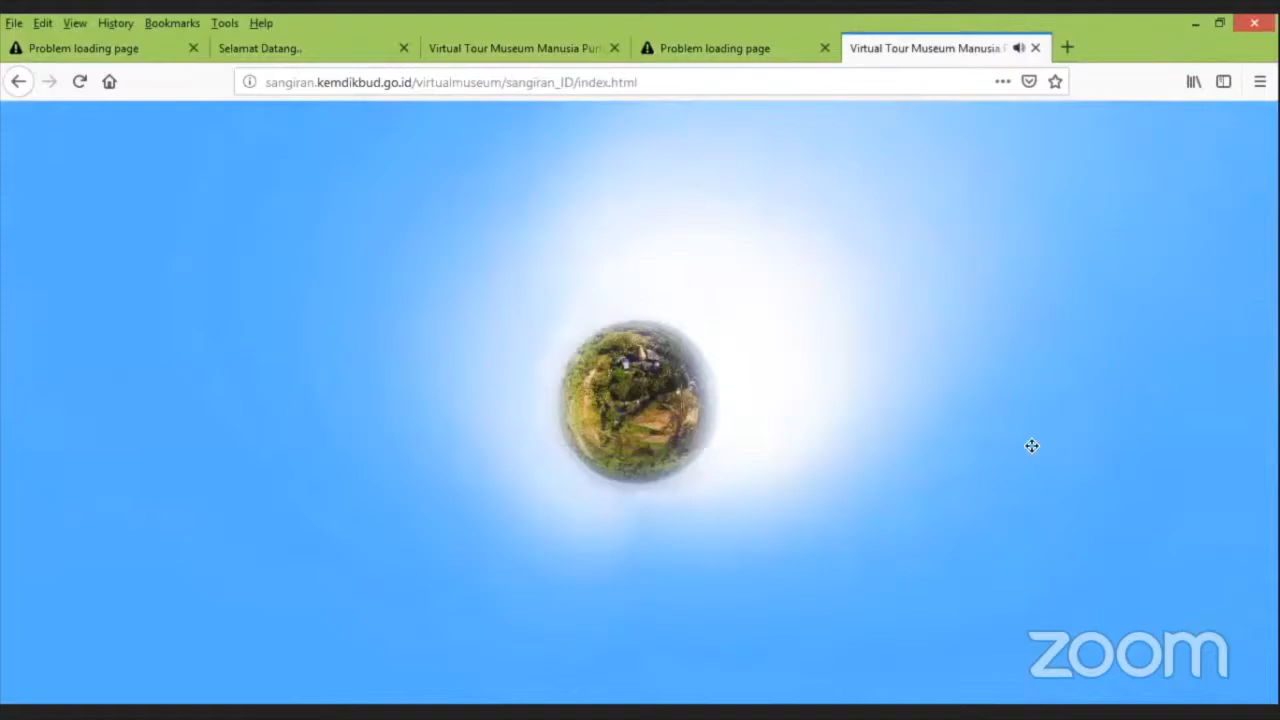 File Edit View History Bookmarks Tools Help
Problem loading page Selamat Datang.. Virtual Tour Museum Manusia Pur Problem loading page Virtual Tour Museum Manusia
sangiran.kemdikbud.go.id/virtualmuseum/sangiran_ID/index.html
zoom